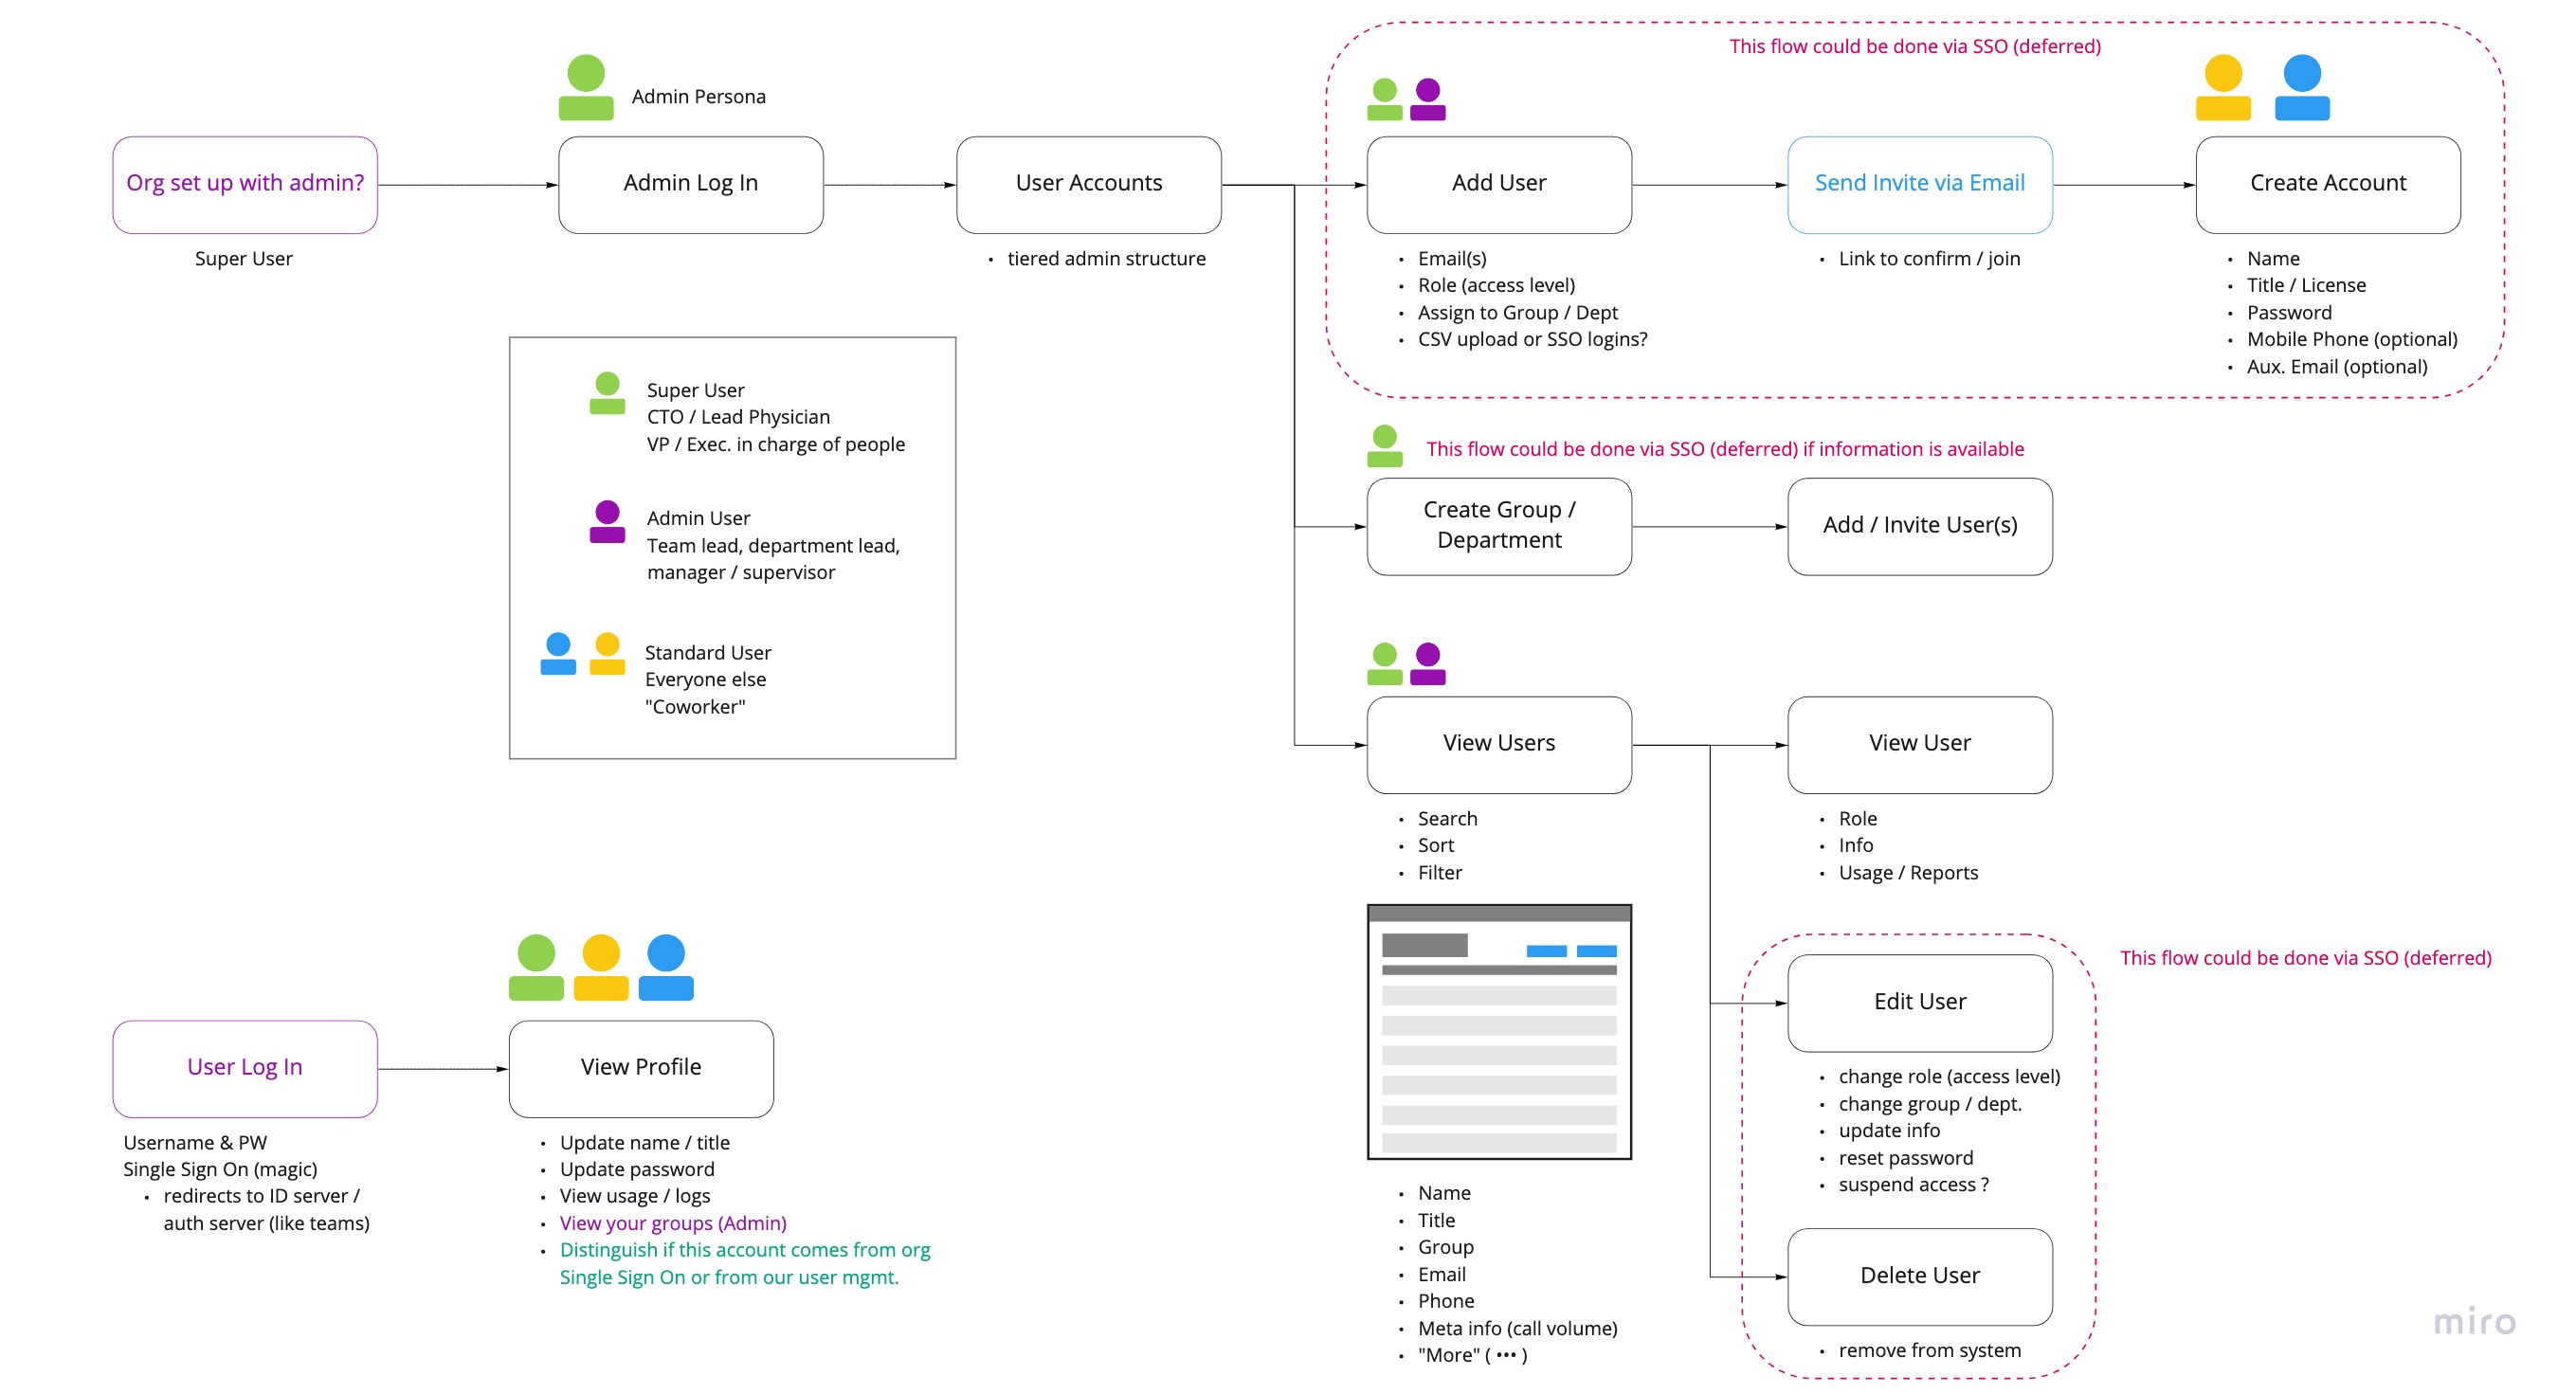 This flow could be done via SSO (deferred)
Admin Persona
Org set up with admin?
Admin Log In
User Accounts
Add User
Send Invite via Email
Create Account
Super User
• tiered admin structure
• Email(s)
• Role (access level)
• Assign to Group / Dept
• CSV upload or SSO logins?
• Link to confirm / join
• Name
• Title / License
• Password
• Mobile Phone (optional)
• Aux. Email (optional)
Super User
CTO / Lead Physician
VP / Exec. in charge of people
Admin User
Team lead, department lead,
manager / supervisor
Standard User
Everyone else
"Coworker"
This flow could be done via SSO (deferred) if information is available
Create Group /
Department
Add / Invite User(s)
View Users
View User
• Search
• Sort
• Filter
• Role
• Info
• Usage / Reports
This flow could be done via SSO (deferred)
Edit User
• change role (access level)
• change group / dept.
• update info
• reset password
• suspend access ?
Delete User
• remove from system
• Name
• Title
• Group
• Email
• Phone
• Meta info (call volume)
• "More" ( ••• )
User Log In
View Profile
Username & PW
Single Sign On (magic)
• redirects to ID server /
auth server (like teams)
• Update name / title
• Update password
• View usage / logs
• View your groups (Admin)
• Distinguish if this account comes from org
Single Sign On or from our user mgmt.
miro